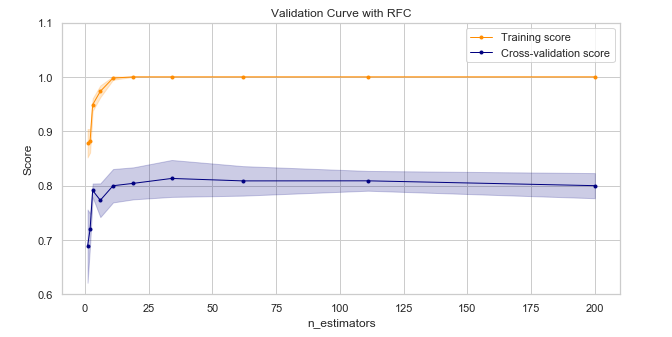 Validation Curve with RFC
Training score
Cross-validation score
1.1
1.0
0.9
0.8
0.7
0.6
Score
0 25 50 75 100 125 150 175 200
n_estimators